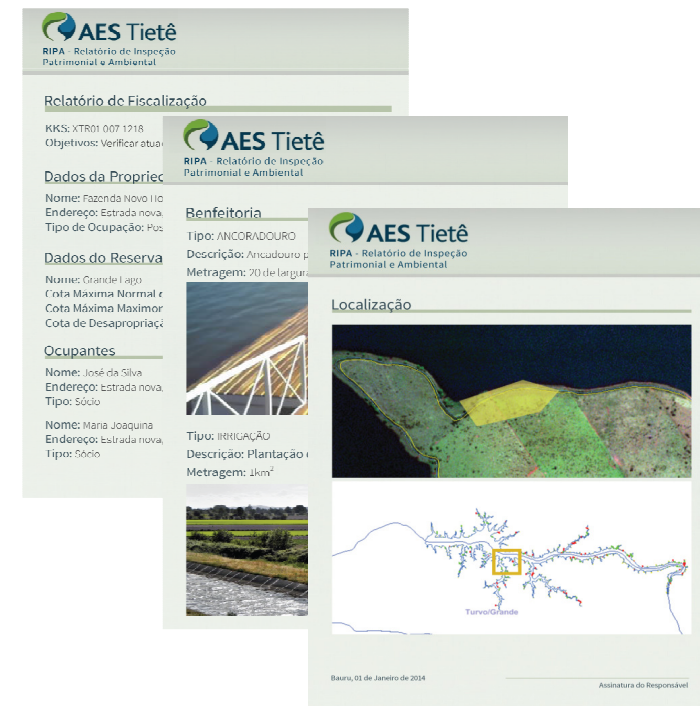 AES Tietê
RIPA - Relatório de Inspeção
Patrimonial e Ambiental
Relatório de Fiscalização
KKS: XTR01 007 1218
Objetivos: Verificar atua
Dados da Propried
Nome: Fazenda Novo Ho
Endereço: Estrada nova,
Tipo de Ocupação: Pos
Dados do Reserva
Nome: Grande Lago
Cota Máxima Normal
Cota Máxima Maximor
Cota de Desapropriaçã
Ocupantes
Nome: José da Silva
Endereço: Estrada nova,
Tipo: Sócio
Nome: Maria Joaquina
Endereço: Estrada nova,
Tipo: Sócio
AES Tietê
RIPA - Relatório de Inspeção
Patrimonial e Ambiental
Benfeitoria
Tipo: ANCORADOURO
Descrição: Ancadouro p
Metragem: 20 de largura
Tipo: IRRIGAÇÃO
Descrição: Plantação
Metragem: 1km²
AES Tietê
RIPA - Relatório de Inspeção
Patrimonial e Ambiental
Localização
Turvo/Grande
Bauru, 01 de Janeiro de 2014
Assinatura do Responsável